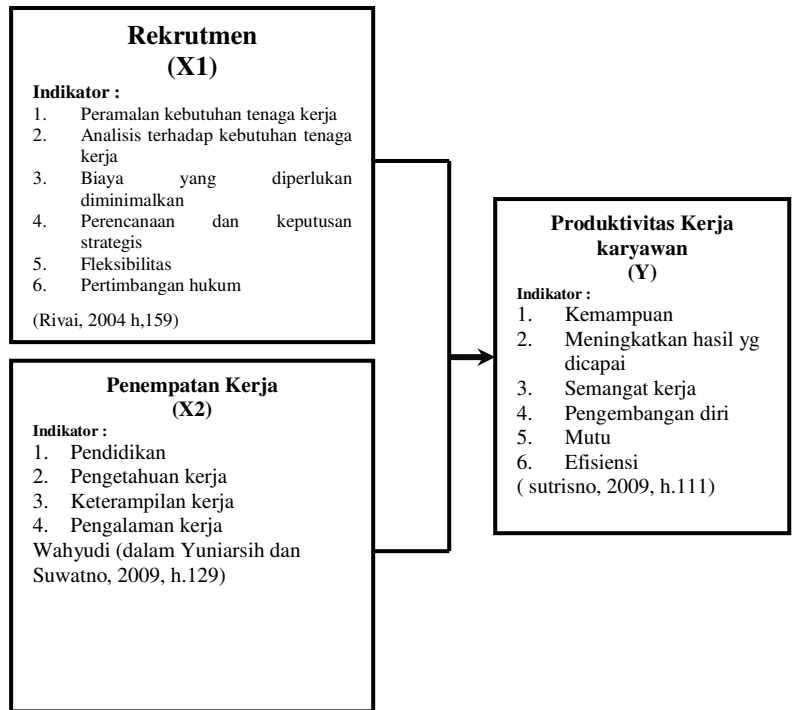 Rekrutmen
(X1)
Indikator :
1. Peramalan kebutuhan tenaga kerja
2. Analisis terhadap kebutuhan tenaga
kerja
3. Biaya yang diperlukan
diminimalkan
4. Perencanaan dan keputusan
strategis
5. Fleksibilitas
6. Pertimbangan hukum
(Rivai, 2004 h,159)
Penempatan Kerja
(X2)
Indikator :
1. Pendidikan
2. Pengetahuan kerja
3. Keterampilan kerja
4. Pengalaman kerja
Wahyudi (dalam Yuniarsih dan
Suwatno, 2009, h.129)
Produktivitas Kerja
karyawan
(Y)
Indikator :
1. Kemampuan
2. Meningkatkan hasil yg
dicapai
3. Semangat kerja
4. Pengembangan diri
5. Mutu
6. Efisiensi
( sutrisno, 2009, h.111)